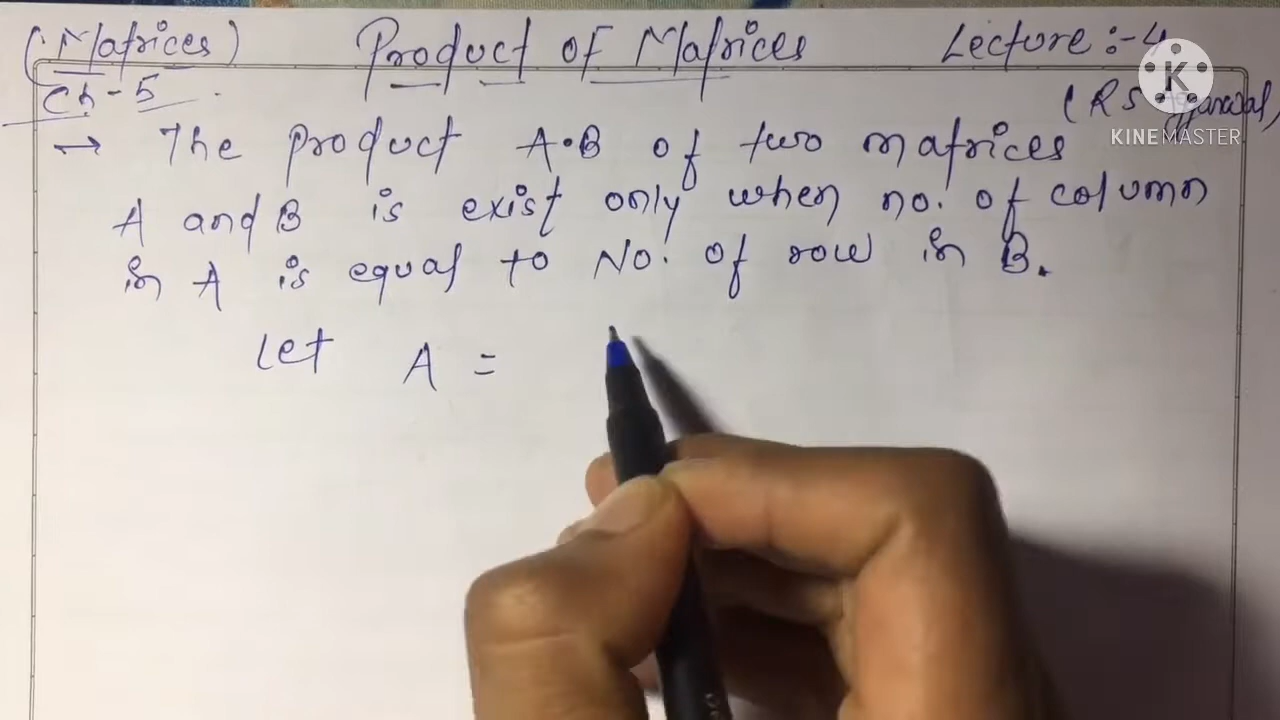 (Matrices) Product of Matrices Lecture :- 4
Ch - 5
(RS
K
KINEMASTER
→ The product A·B of two matrices
A and B is exist only when no. of column
in A is equal to No. of row in B.
Let A =